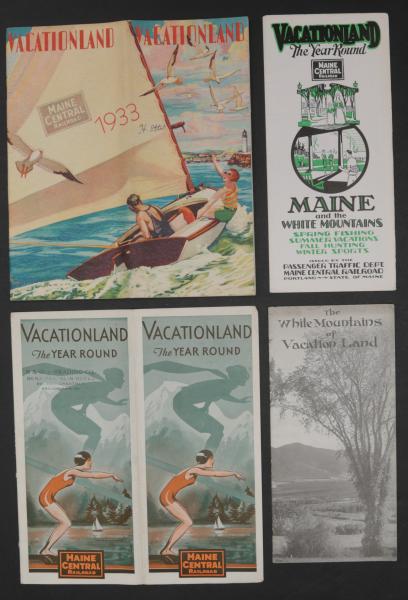 VACATIONLAND
VACATIONLAND
MAINE
CENTRAL
RAILROAD
1933
VACATIONLAND
The Year Round
MAINE
CENTRAL
RAILROAD
MAINE
and the
WHITE MOUNTAINS
SPRING FISHING
SUMMER VACATIONS
FALL HUNTING
WINTER SPORTS
ISSUED BY THE
PASSENGER TRAFFIC DEPT.
MAINE CENTRAL RAILROAD
PORTLAND STATE OF MAINE
VACATIONLAND
The YEAR ROUND
MAINE
CENTRAL
RAILROAD
VACATIONLAND
The YEAR ROUND
MAINE
CENTRAL
RAILROAD
The
White Mountains
of
Vacation Land